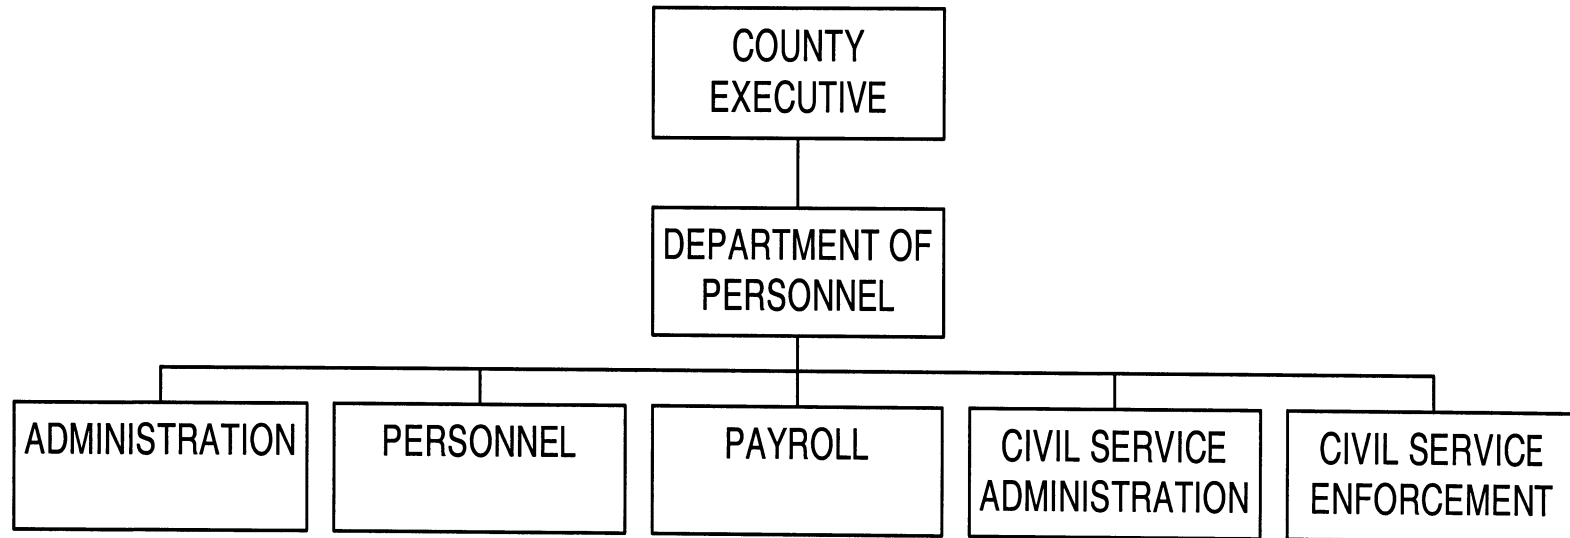 COUNTY
EXECUTIVE
DEPARTMENT OF
PERSONNEL
ADMINISTRATION
PERSONNEL
PAYROLL
CIVIL SERVICE
ADMINISTRATION
CIVIL SERVICE
ENFORCEMENT